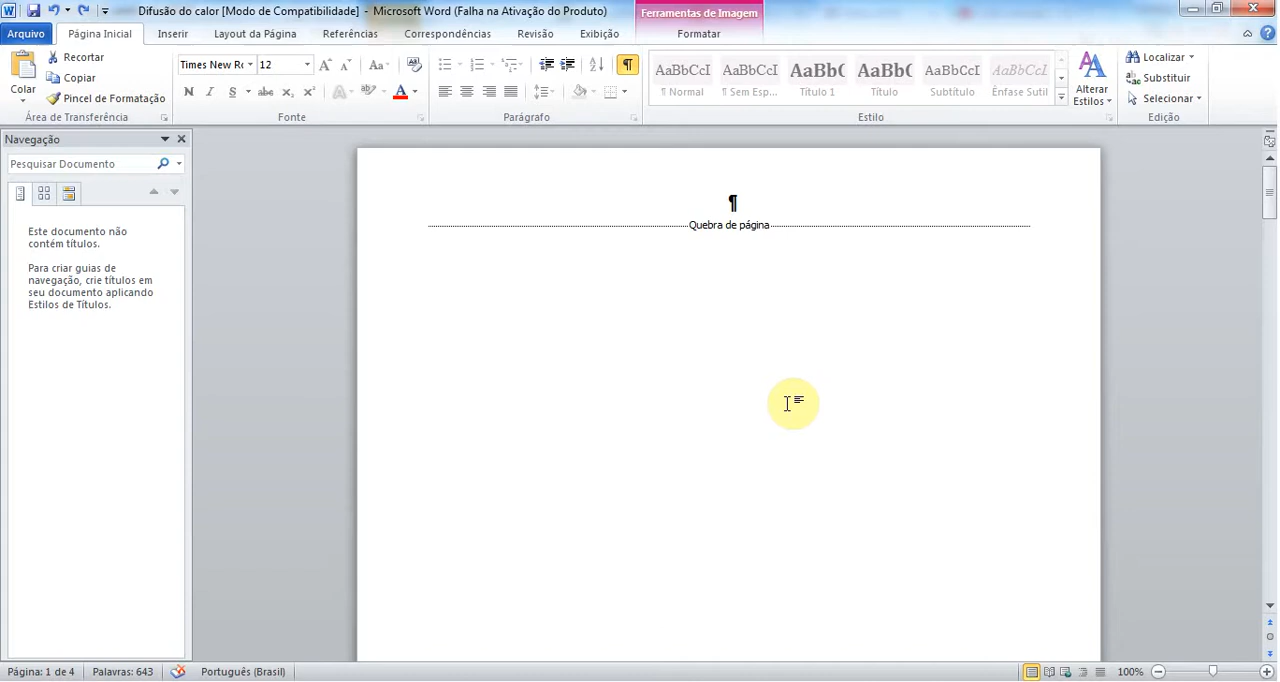 Difusão do calor [Modo de Compatibilidade] - Microsoft Word (Falha na Ativação do Produto)
Ferramentas de Imagem
Arquivo
Página Inicial
Inserir
Layout da Página
Referências
Correspondências
Revisão
Exibição
Formatar
Colar
Recortar
Copiar
Pincel de Formatação
Área de Transferência
Times New Ro
12
Fonte
Parágrafo
AaBbCcI
¶ Normal
AaBbCcI
¶ Sem Esp...
AaBb(
Título 1
AaBb(
Título
AaBbCcI
Subtítulo
AaBbCcI
Ênfase Sutil
Alterar
Estilos
Estilo
Localizar
Substituir
Selecionar
Edição
Navegação
Pesquisar Documento
Este documento não
contém títulos.
Para criar guias de
navegação, crie títulos em
seu documento aplicando
Estilos de Títulos.
¶
Quebra de página
Página: 1 de 4
Palavras: 643
Português (Brasil)
100%